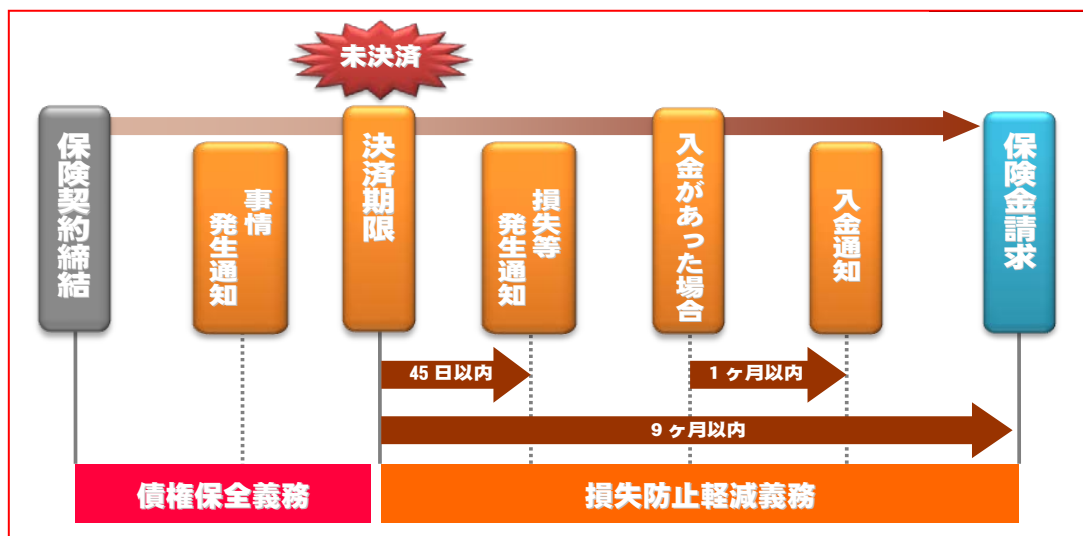 未決済
保険契約締結
事情
発生通知
決済期限
損失等
発生通知
入金があった場合
入金通知
保険金請求
45 日以内
1 ヶ月以内
9 ヶ月以内
債権保全義務
損失防止軽減義務